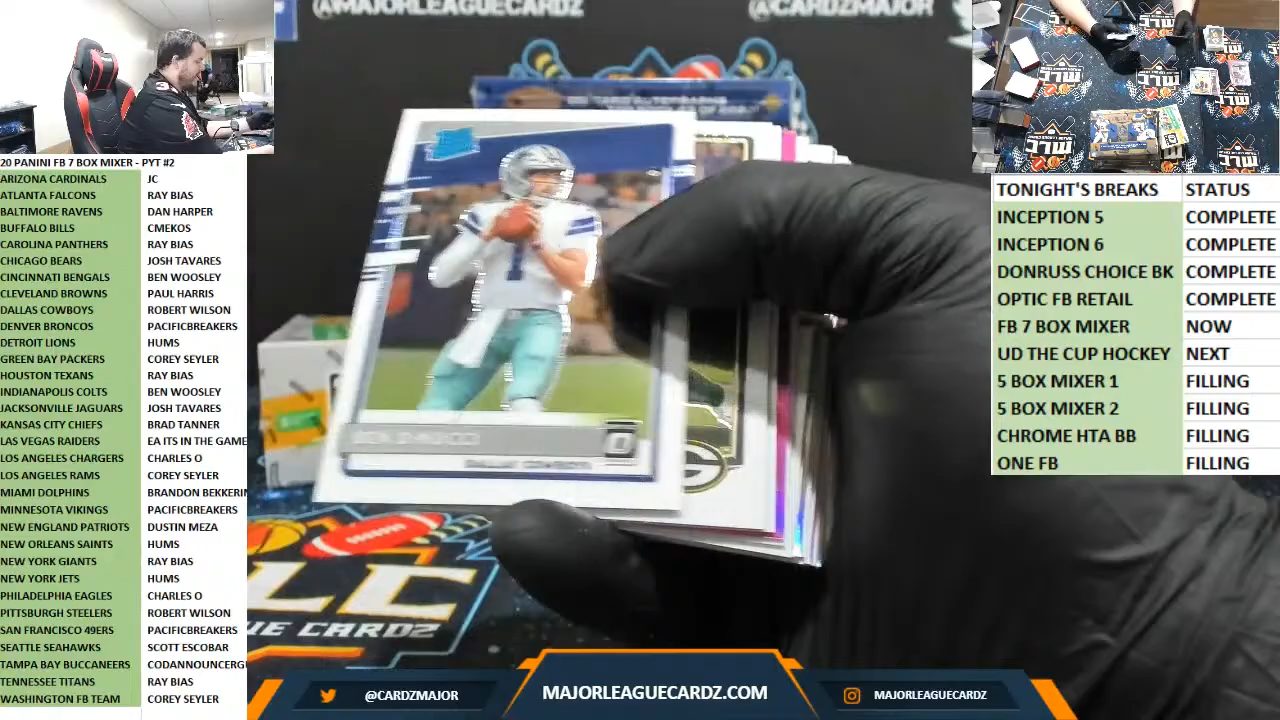 @MAJORLEAGUECARDZ
@CARDZMAJOR
20 PANINI FB 7 BOX MIXER - PYT #2
ARIZONA CARDINALS JC
ATLANTA FALCONS RAY BIAS
BALTIMORE RAVENS DAN HARPER
BUFFALO BILLS CMEKOS
CAROLINA PANTHERS RAY BIAS
CHICAGO BEARS JOSH TAVARES
CINCINNATI BENGALS BEN WOOSLEY
CLEVELAND BROWNS PAUL HARRIS
DALLAS COWBOYS ROBERT WILSON
DENVER BRONCOS PACIFICBREAKERS
DETROIT LIONS HUMS
GREEN BAY PACKERS COREY SEYLER
HOUSTON TEXANS RAY BIAS
INDIANAPOLIS COLTS BEN WOOSLEY
JACKSONVILLE JAGUARS JOSH TAVARES
KANSAS CITY CHIEFS BRAD TANNER
LAS VEGAS RAIDERS EA ITS IN THE GAME
LOS ANGELES CHARGERS CHARLES O
LOS ANGELES RAMS COREY SEYLER
MIAMI DOLPHINS BRANDON BEKKERIN
MINNESOTA VIKINGS PACIFICBREAKERS
NEW ENGLAND PATRIOTS DUSTIN MEZA
NEW ORLEANS SAINTS HUMS
NEW YORK GIANTS RAY BIAS
NEW YORK JETS HUMS
PHILADELPHIA EAGLES CHARLES O
PITTSBURGH STEELERS ROBERT WILSON
SAN FRANCISCO 49ERS PACIFICBREAKERS
SEATTLE SEAHAWKS SCOTT ESCOBAR
TAMPA BAY BUCCANEERS CODANNOUNCERG
TENNESSEE TITANS RAY BIAS
WASHINGTON FB TEAM COREY SEYLER
TONIGHT'S BREAKS STATUS
INCEPTION 5 COMPLETE
INCEPTION 6 COMPLETE
DONRUSS CHOICE BK COMPLETE
OPTIC FB RETAIL COMPLETE
FB 7 BOX MIXER NOW
UD THE CUP HOCKEY NEXT
5 BOX MIXER 1 FILLING
5 BOX MIXER 2 FILLING
CHROME HTA BB FILLING
ONE FB FILLING
DALLAS COWBOYS
G
LC
UE CARDZ
@CARDZMAJOR
MAJORLEAGUECARDZ.COM
MAJORLEAGUECARDZ